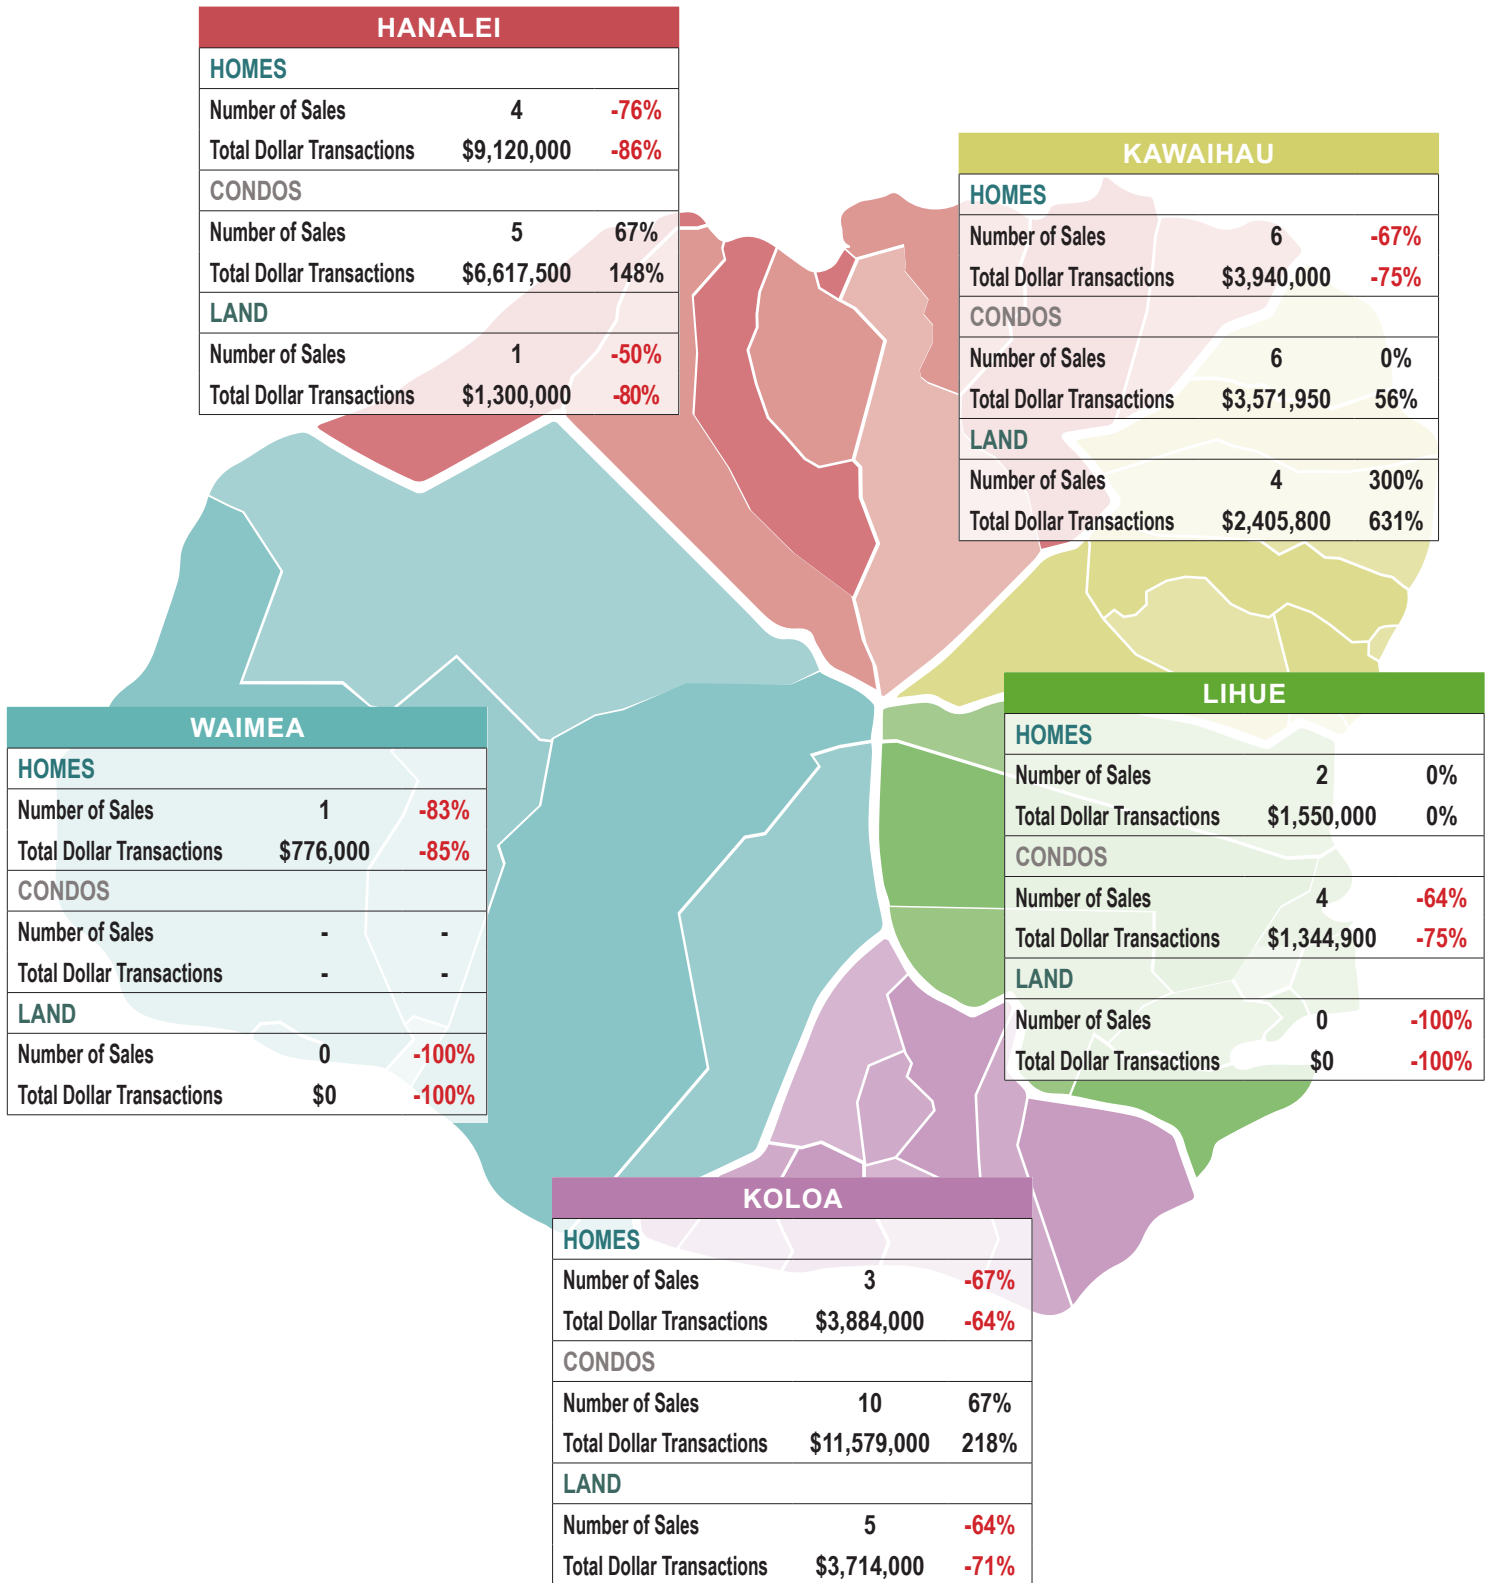 HANALEI
HOMES
Number of Sales 4 -76%
Total Dollar Transactions $9,120,000 -86%
CONDOS
Number of Sales 5 67%
Total Dollar Transactions $6,617,500 148%
LAND
Number of Sales 1 -50%
Total Dollar Transactions $1,300,000 -80%
KAWAIHAU
HOMES
Number of Sales 6 -67%
Total Dollar Transactions $3,940,000 -75%
CONDOS
Number of Sales 6 0%
Total Dollar Transactions $3,571,950 56%
LAND
Number of Sales 4 300%
Total Dollar Transactions $2,405,800 631%
WAIMEA
HOMES
Number of Sales 1 -83%
Total Dollar Transactions $776,000 -85%
CONDOS
Number of Sales - -
Total Dollar Transactions - -
LAND
Number of Sales 0 -100%
Total Dollar Transactions $0 -100%
LIHUE
HOMES
Number of Sales 2 0%
Total Dollar Transactions $1,550,000 0%
CONDOS
Number of Sales 4 -64%
Total Dollar Transactions $1,344,900 -75%
LAND
Number of Sales 0 -100%
Total Dollar Transactions $0 -100%
KOLOA
HOMES
Number of Sales 3 -67%
Total Dollar Transactions $3,884,000 -64%
CONDOS
Number of Sales 10 67%
Total Dollar Transactions $11,579,000 218%
LAND
Number of Sales 5 -64%
Total Dollar Transactions $3,714,000 -71%